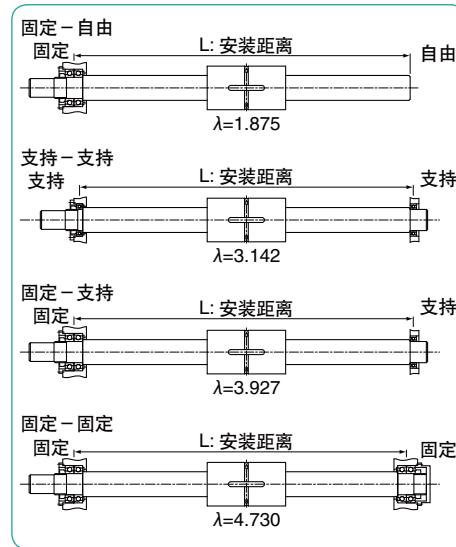 固定－自由
固定
L: 安装距离
自由
λ=1.875
支持－支持
支持
L: 安装距离
支持
λ=3.142
固定－支持
固定
L: 安装距离
支持
λ=3.927
固定－固定
固定
L: 安装距离
固定
λ=4.730